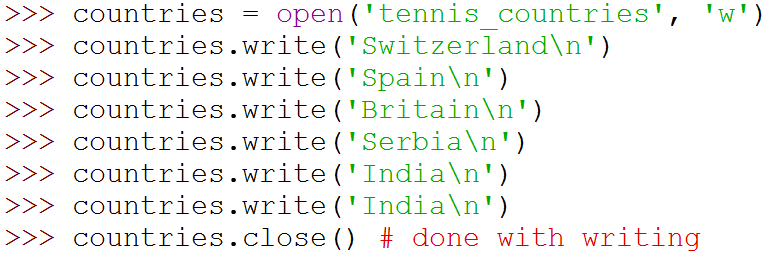 >>> countries = open('tennis_countries', 'w')
>>> countries.write('Switzerland\n')
>>> countries.write('Spain\n')
>>> countries.write('Britain\n')
>>> countries.write('Serbia\n')
>>> countries.write('India\n')
>>> countries.write('India\n')
>>> countries.close() # done with writing